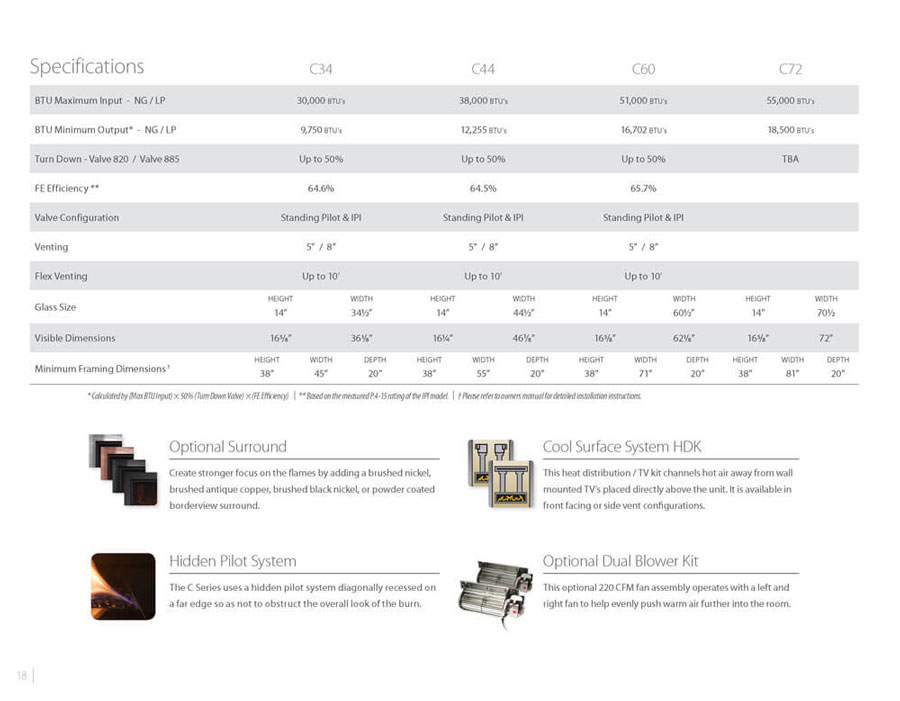 Specifications C34 C44 C60 C72
BTU Maximum Input - NG / LP 30,000 BTU's 38,000 BTU's 51,000 BTU's 55,000 BTU's
BTU Minimum Output* - NG / LP 9,750 BTU's 12,255 BTU's 16,702 BTU's 18,500 BTU's
Turn Down - Valve 820 / Valve 885 Up to 50% Up to 50% Up to 50% TBA
FE Efficiency ** 64.6% 64.5% 65.7%
Valve Configuration Standing Pilot & IPI Standing Pilot & IPI Standing Pilot & IPI
Venting 5" / 8" 5" / 8" 5" / 8"
Flex Venting Up to 10' Up to 10' Up to 10'
HEIGHT WIDTH HEIGHT WIDTH HEIGHT WIDTH HEIGHT WIDTH
Glass Size 14" 34½" 14" 44½" 14" 60½" 14" 70½
Visible Dimensions 16¼" 72"
HEIGHT WIDTH DEPTH HEIGHT WIDTH DEPTH HEIGHT WIDTH DEPTH HEIGHT WIDTH DEPTH
Minimum Framing Dimensions† 38" 45" 20" 38" 55" 20" 38" 71" 20" 38" 81" 20"
* Calculated by (Max BTU Input) × 50% (Turn Down Valve) × (FE Efficiency) | ** Based on the measured P.4-15 rating of the IPI model. | † Please refer to owners manual for detailed installation instructions.
Optional Surround
Create stronger focus on the flames by adding a brushed nickel,
brushed antique copper, brushed black nickel, or powder coated
borderview surround.
Cool Surface System HDK
This heat distribution / TV kit channels hot air away from wall
mounted TV's placed directly above the unit. It is available in
front facing or side vent configurations.
Hidden Pilot System
The C Series uses a hidden pilot system diagonally recessed on
a far edge so as not to obstruct the overall look of the burn.
Optional Dual Blower Kit
This optional 220 CFM fan assembly operates with a left and
right fan to help evenly push warm air further into the room.
18 |